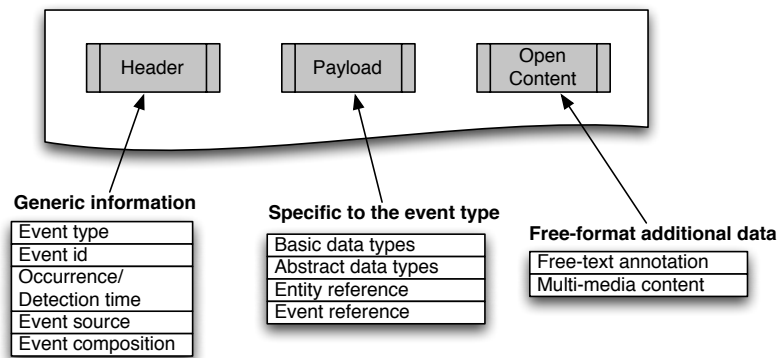 Header
Payload
Open
Content
Generic information
Event type
Event id
Occurrence/
Detection time
Event source
Event composition
Specific to the event type
Basic data types
Abstract data types
Entity reference
Event reference
Free-format additional data
Free-text annotation
Multi-media content